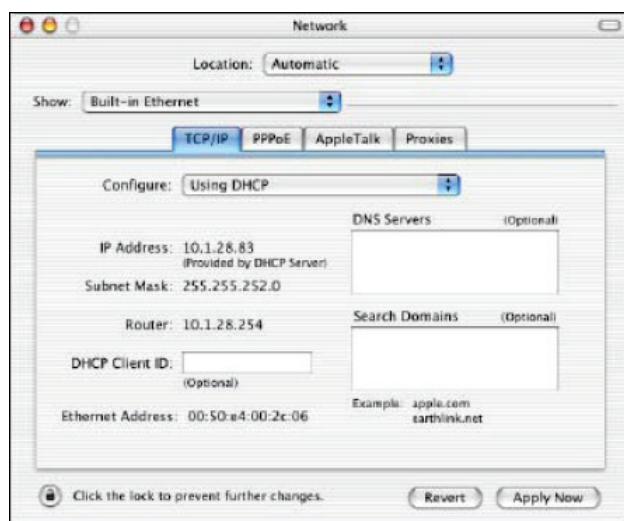 Network
Location: Automatic
Show: Built-in Ethernet
TCP/IP PPPoE AppleTalk Proxies
Configure: Using DHCP
DNS Servers (Optional)
IP Address: 10.1.28.83
(Provided by DHCP Server)
Subnet Mask: 255.255.252.0
Router: 10.1.28.254
Search Domains (Optional)
DHCP Client ID:
(Optional)
Example: apple.com
earthlink.net
Ethernet Address: 00:50:e4:00:2c:06
Click the lock to prevent further changes.
Revert Apply Now